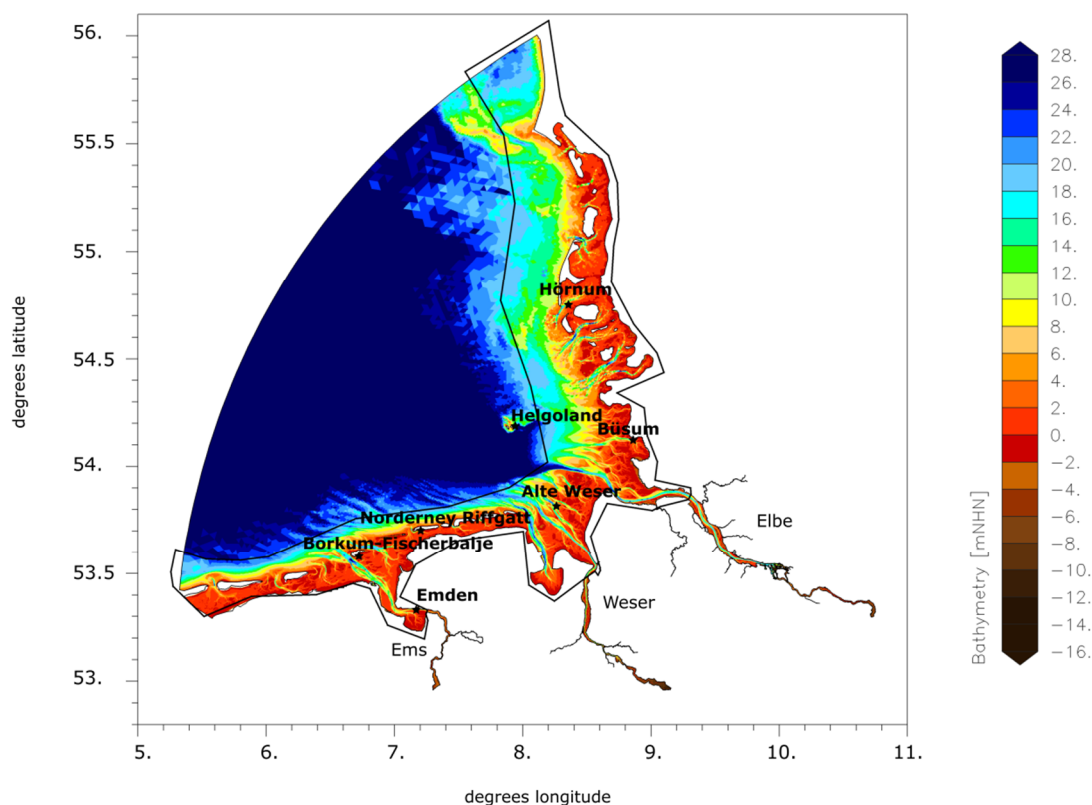 56.
55.5
55.
54.5
54.
53.5
53.
5.
6.
7.
8.
9.
10.
11.
degrees latitude
degrees longitude
Hörnum
Helgoland
Büsum
Alte Weser
Norderney Riffgatt
Borkum-Fischerbalje
Emden
Elbe
Weser
Ems
28.
26.
24.
22.
20.
18.
16.
14.
12.
10.
8.
6.
4.
2.
0.
−2.
−4.
−6.
−8.
−10.
−12.
−14.
−16.
Bathymetry [mNHN]